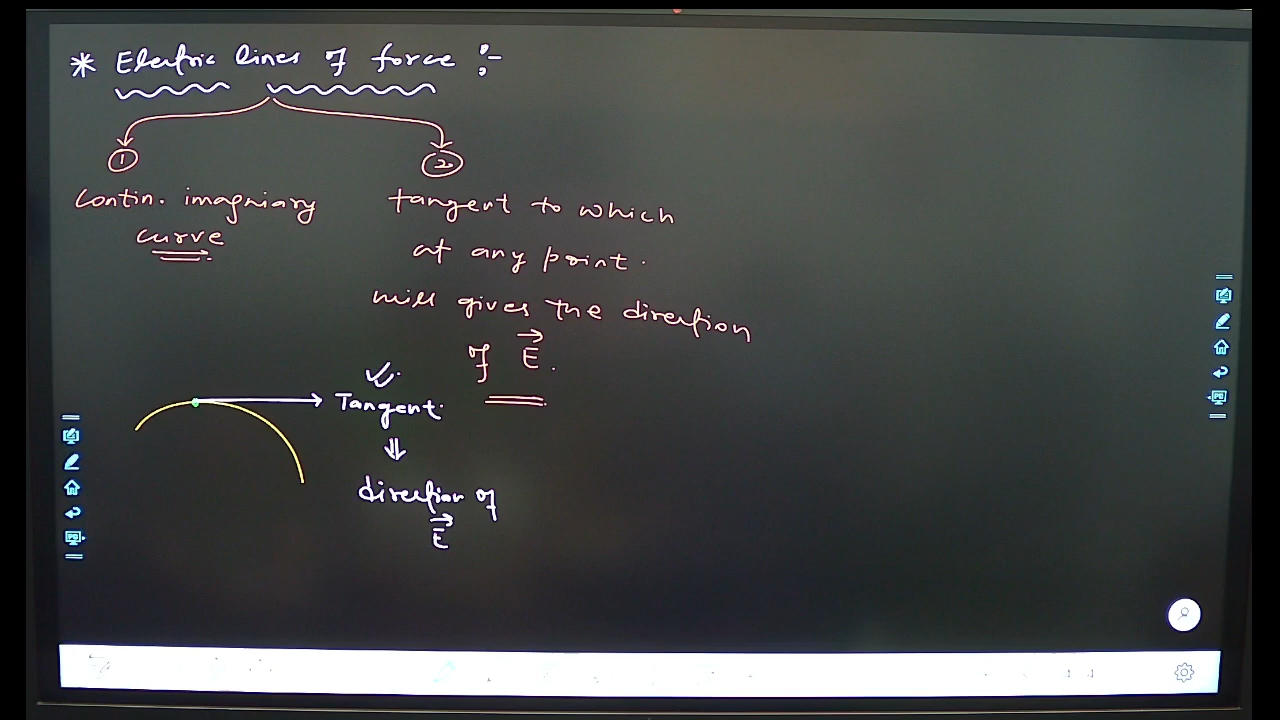 * Electric lines of force :-
① ②
Contin. imagniary
curve
tangent to which
at any point.
will gives the direction
of E.
Tangent.
direction of
E